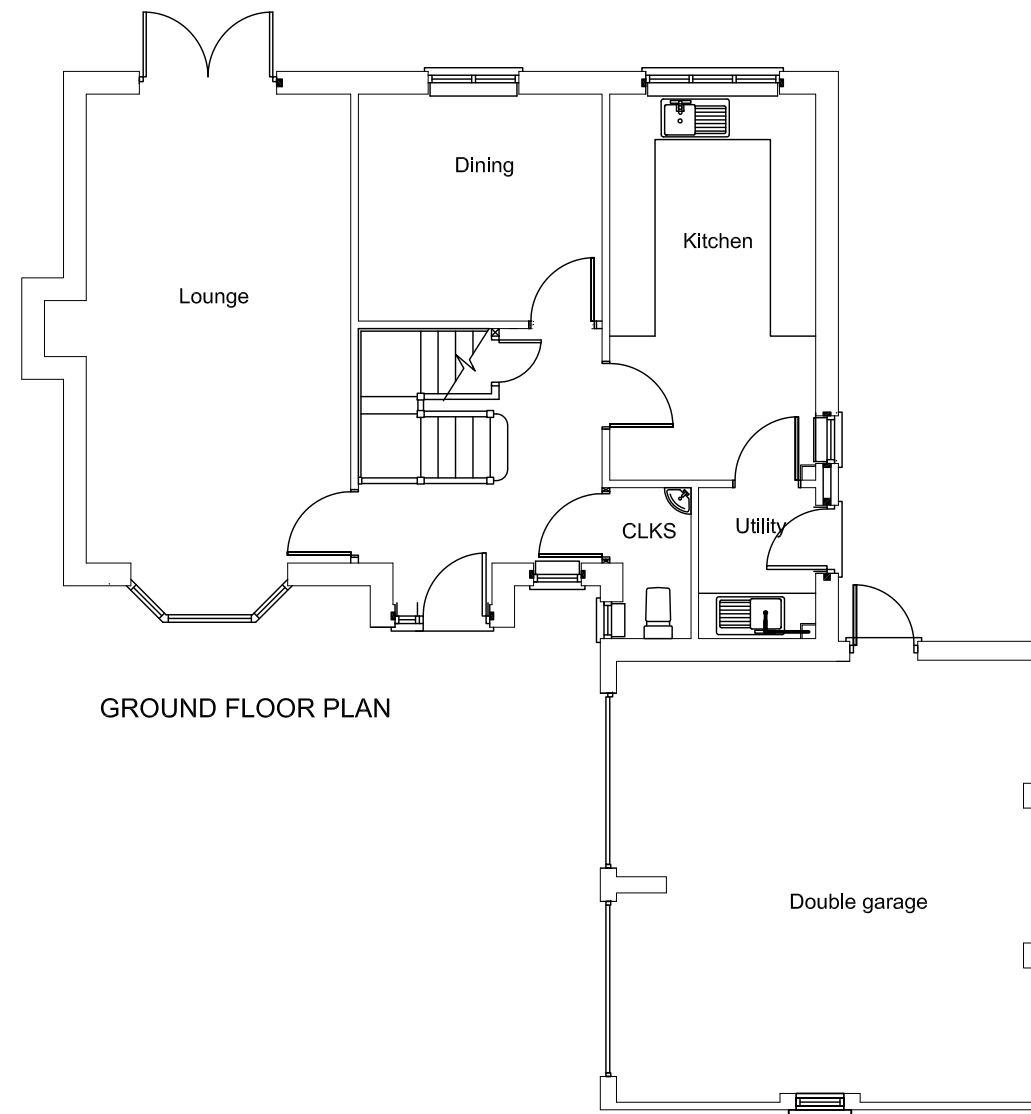 Dining
Kitchen
Lounge
CLKS
Utility
GROUND FLOOR PLAN
Double garage